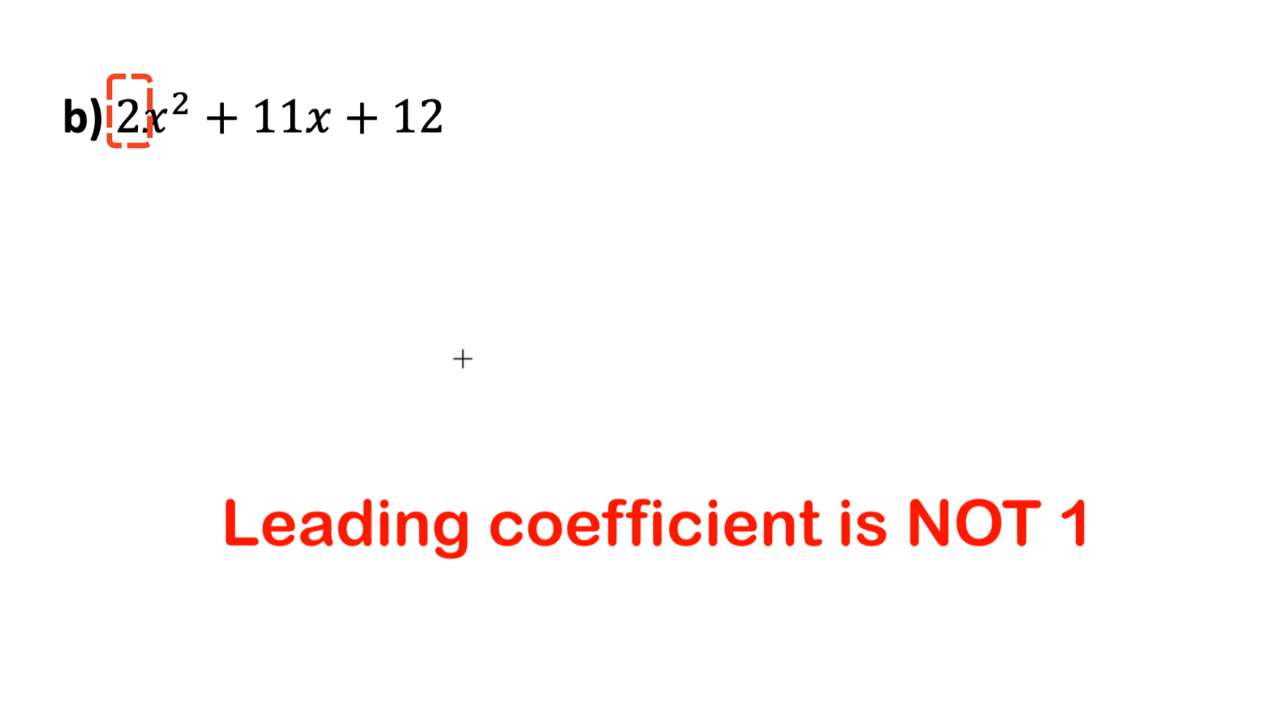 b) 2x² + 11x + 12
Leading coefficient is NOT 1